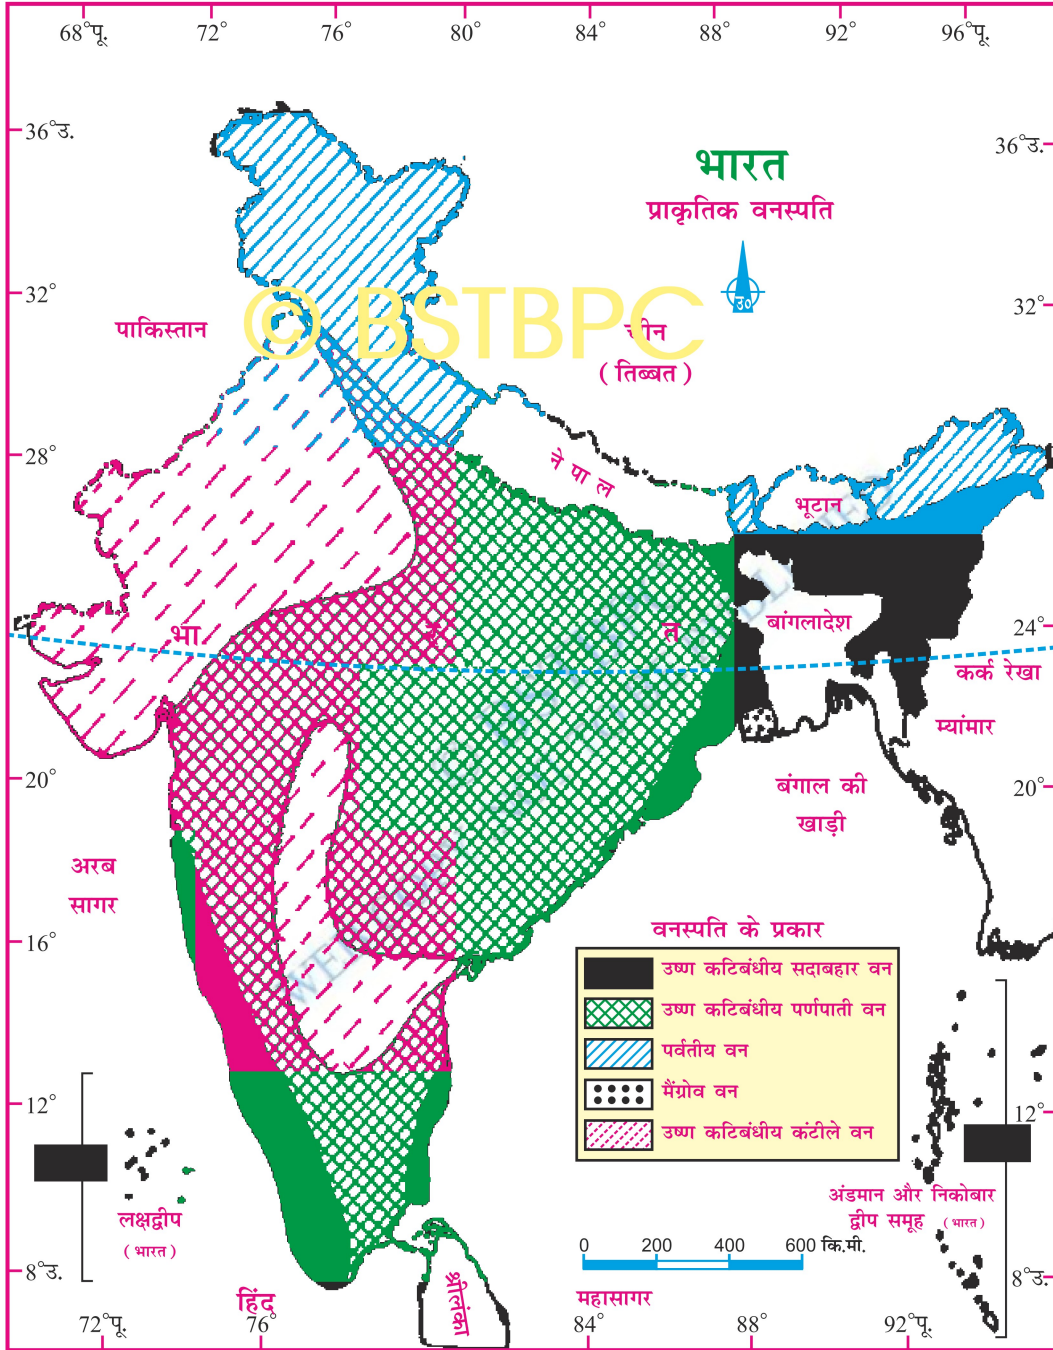 68°पू.
72°
76°
80°
84°
88°
92°
96°पू.
36°उ.
36°उ.
भारत
प्राकृतिक वनस्पति
उ०
32°
32°
© BSTBPC
पाकिस्तान
चीन
(तिब्बत)
28°
ने पा ल
भूटान
भा
र
त
बांगलादेश
24°
कर्क रेखा
म्यांमार
20°
20°
बंगाल की
खाड़ी
अरब
सागर
16°
वनस्पति के प्रकार
उष्ण कटिबंधीय सदाबहार वन
उष्ण कटिबंधीय पर्णपाती वन
पर्वतीय वन
मैंग्रोव वन
उष्ण कटिबंधीय कंटीले वन
12°
12°
लक्षद्वीप
(भारत)
अंडमान और निकोबार
द्वीप समूह (भारत)
0 200 400 600 कि.मी.
8°उ.
8°उ.
श्रीलंका
हिंद
महासागर
72°पू.
76°
84°
88°
92°पू.